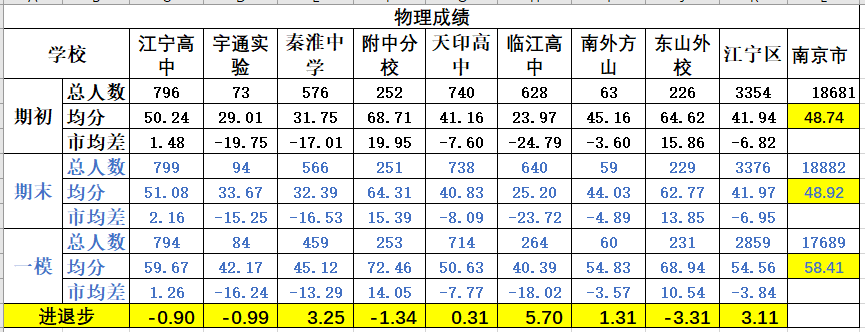 物理成绩
学校 江宁高中 宇通实验 秦淮中学 附中分校 天印高中 临江高中 南外方山 东山外校 江宁区 南京市
期初 总人数 796 73 576 252 740 628 63 226 3354 18681
均分 50.24 29.01 31.75 68.71 41.16 23.97 45.16 64.62 41.94 48.74
市均差 1.48 -19.75 -17.01 19.95 -7.60 -24.79 -3.60 15.86 -6.82
期末 总人数 799 94 566 251 738 640 59 229 3376 18882
均分 51.08 33.67 32.39 64.31 40.83 25.20 44.03 62.77 41.97 48.92
市均差 2.16 -15.25 -16.53 15.39 -8.09 -23.72 -4.89 13.85 -6.95
一模 总人数 794 84 459 253 714 264 60 231 2859 17689
均分 59.67 42.17 45.12 72.46 50.63 40.39 54.83 68.94 54.56 58.41
市均差 1.26 -16.24 -13.29 14.05 -7.77 -18.02 -3.57 10.54 -3.84
进退步 -0.90 -0.99 3.25 -1.34 0.31 5.70 1.31 -3.31 3.11